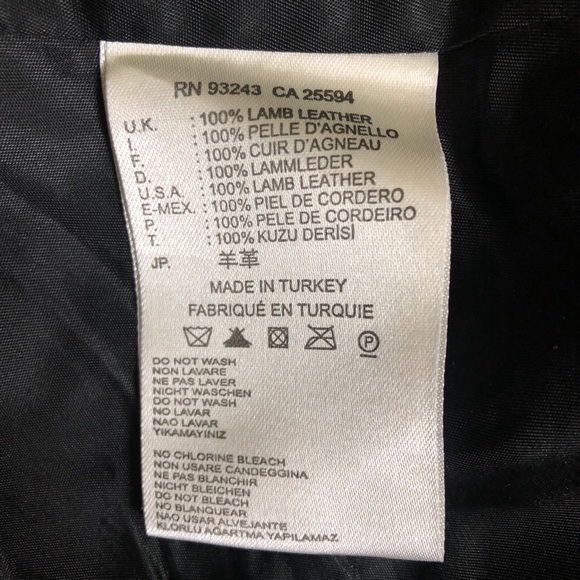 RN 93243 CA 25594
U.K. : 100% LAMB LEATHER
I. : 100% PELLE D'AGNELLO
F. : 100% CUIR D'AGNEAU
D. : 100% LAMMLEDER
U.S.A. : 100% LAMB LEATHER
E-MEX. : 100% PIEL DE CORDERO
P. : 100% PELE DE CORDEIRO
T. : 100% KUZU DERİSİ
JP. 羊革
MADE IN TURKEY
FABRIQUÉ EN TURQUIE
P
DO NOT WASH
NON LAVARE
NE PAS LAVER
NICHT WASCHEN
DO NOT WASH
NO LAVAR
NAO LAVAR
YIKAMAYINIZ
NO CHLORINE BLEACH
NON USARE CANDEGGINA
NE PAS BLANCHIR
NICHT BLEICHEN
DO NOT BLEACH
NO BLANQUEAR
NAO USAR ALVEJANTE
KLORLU AGARTMA YAPILAMAZ